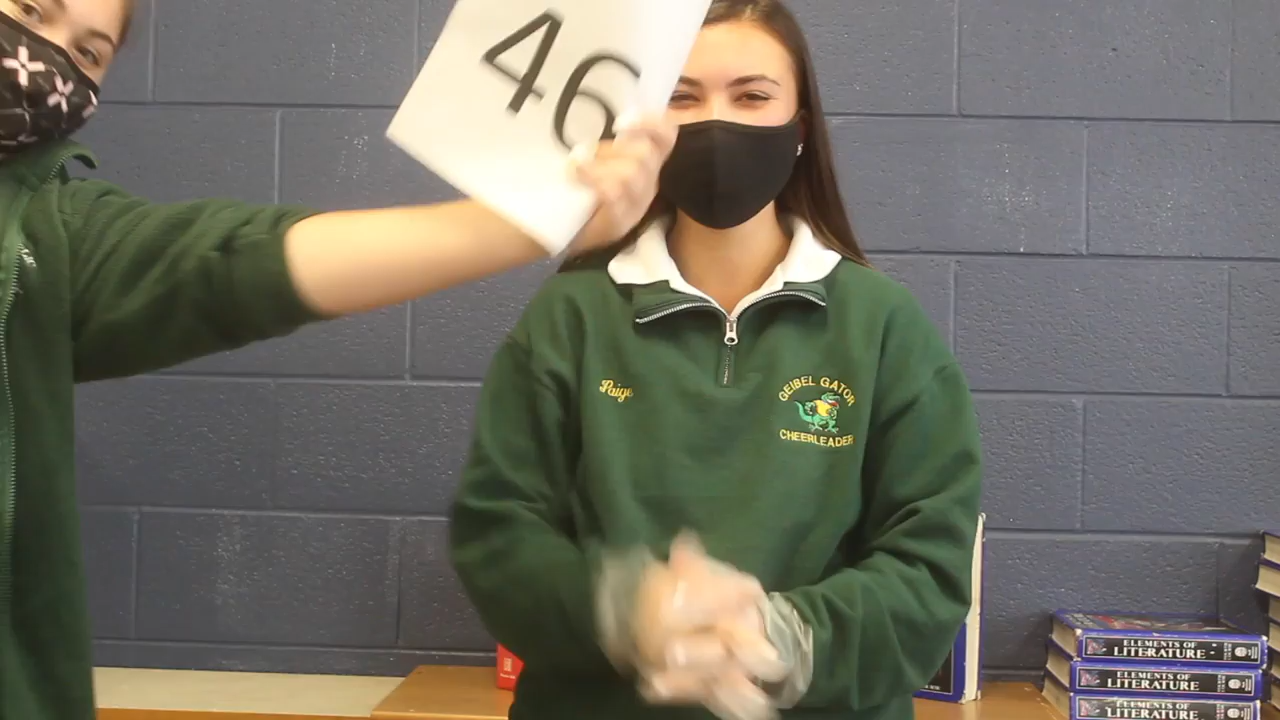 46
Paige
GEIBEL GATOR
CHEERLEADER
ELEMENTS OF
LITERATURE
ELEMENTS OF
LITERATURE
ELEMENTS OF
LITERATURE